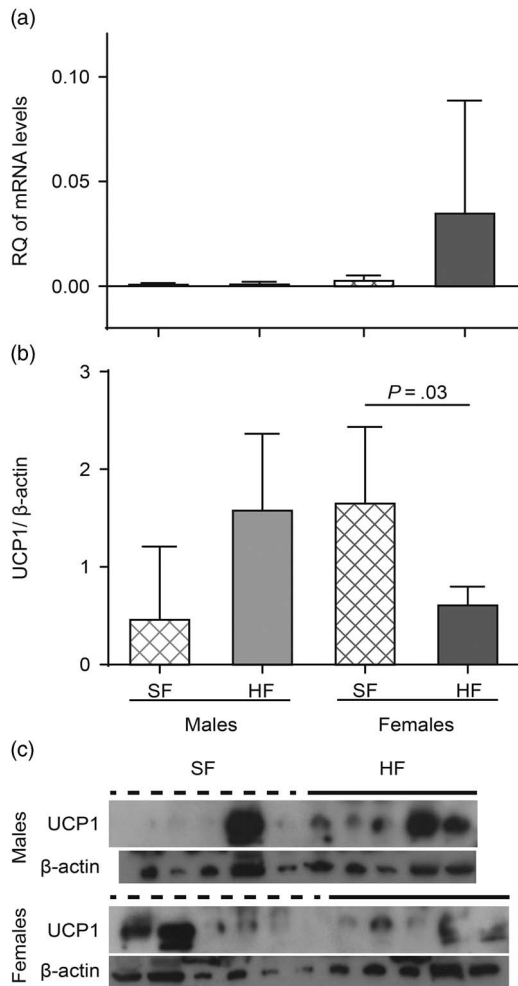 (a)
RQ of mRNA levels
0.10
0.05
0.00
(b)
UCP1/ β-actin
3
2
1
0
P = .03
SF HF SF HF
Males Females
(c)
SF HF
Males
UCP1
β-actin
Females
UCP1
β-actin